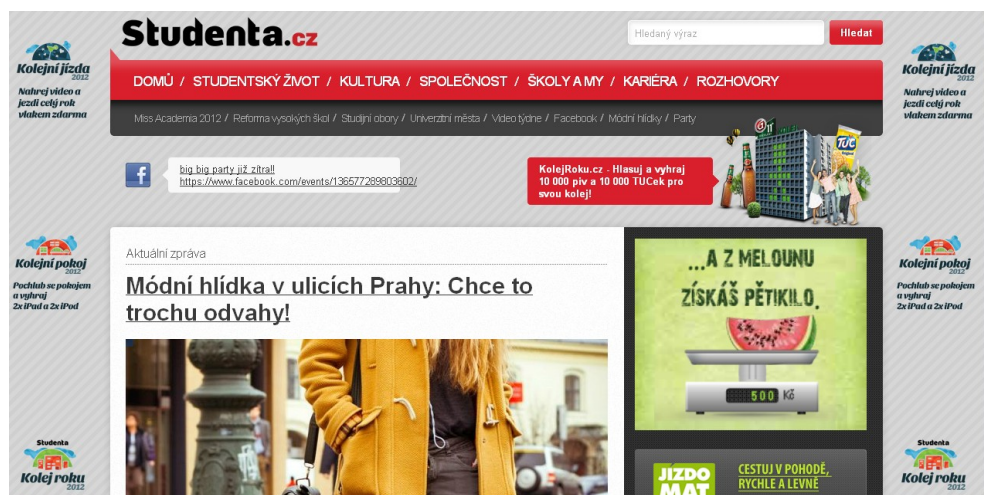 Studenta.cz
Hledaný výraz
Hledat
DOMŮ / STUDENTSKÝ ŽIVOT / KULTURA / SPOLEČNOST / ŠKOLY A MY / KARIÉRA / ROZHOVORY
Miss Academia 2012 / Reforma vysokých škol / Studijní obory / Univerzitní města / Video týdne / Facebook / Módní hlídky / Party
Kolejní jízda
2012
Nahrej video a
jezdi celý rok
vlakem zdarma
Kolejní jízda
2012
Nahrej video a
jezdi celý rok
vlakem zdarma
f
big big party již zítra!!
https://www.facebook.com/events/136577289803602/
KolejRoku.cz - Hlasuj a vyhraj
10 000 piv a 10 000 TUCek pro
svou kolej!
TUC
Kolejní pokoj
2012
Pochlub se pokojem
a vyhraj
2x iPad a 2x iPod
Aktuální zpráva
Módní hlídka v ulicích Prahy: Chce to
trochu odvahy!
...A Z MELOUNU
ZÍSKÁŠ PĚTIKILO.
500 Kč
Kolejní pokoj
2012
Pochlub se pokojem
a vyhraj
2x iPad a 2x iPod
Studenta
Kolej roku
2012
JÍZDO
MAT
CESTUJ V POHODĚ,
RYCHLE A LEVNĚ
Studenta
Kolej roku
2012